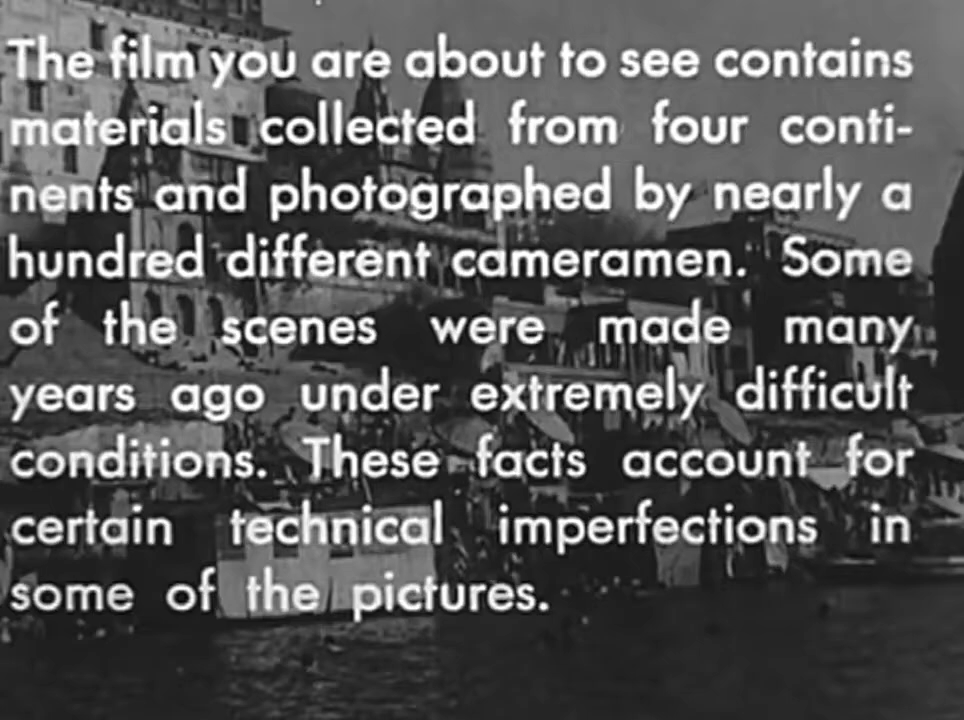 The film you are about to see contains
materials collected from four conti-
nents and photographed by nearly a
hundred different cameramen. Some
of the scenes were made many
years ago under extremely difficult
conditions. These facts account for
certain technical imperfections in
some of the pictures.